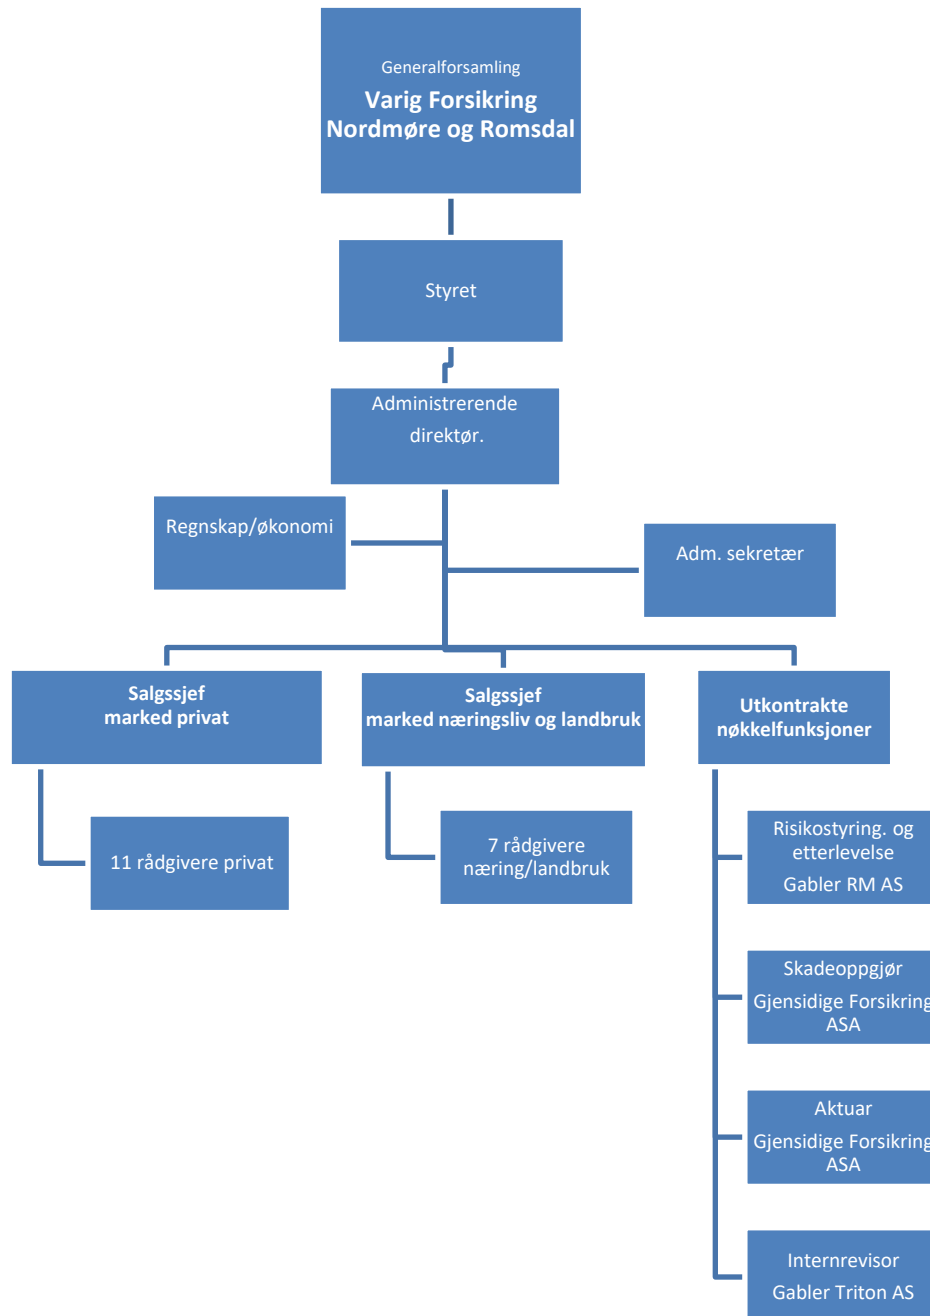 Generalforsamling
Varig Forsikring
Nordmøre og Romsdal
Styret
Administrerende
direktør.
Regnskap/økonomi
Adm. sekretær
Salgssjef
marked privat
Salgssjef
marked næringsliv og landbruk
Utkontrakte
nøkkelfunksjoner
11 rådgivere privat
7 rådgivere
næring/landbruk
Risikostyring. og
etterlevelse
Gabler RM AS
Skadeoppgjør
Gjensidige Forsikring
ASA
Aktuar
Gjensidige Forsikring
ASA
Internrevisor
Gabler Triton AS